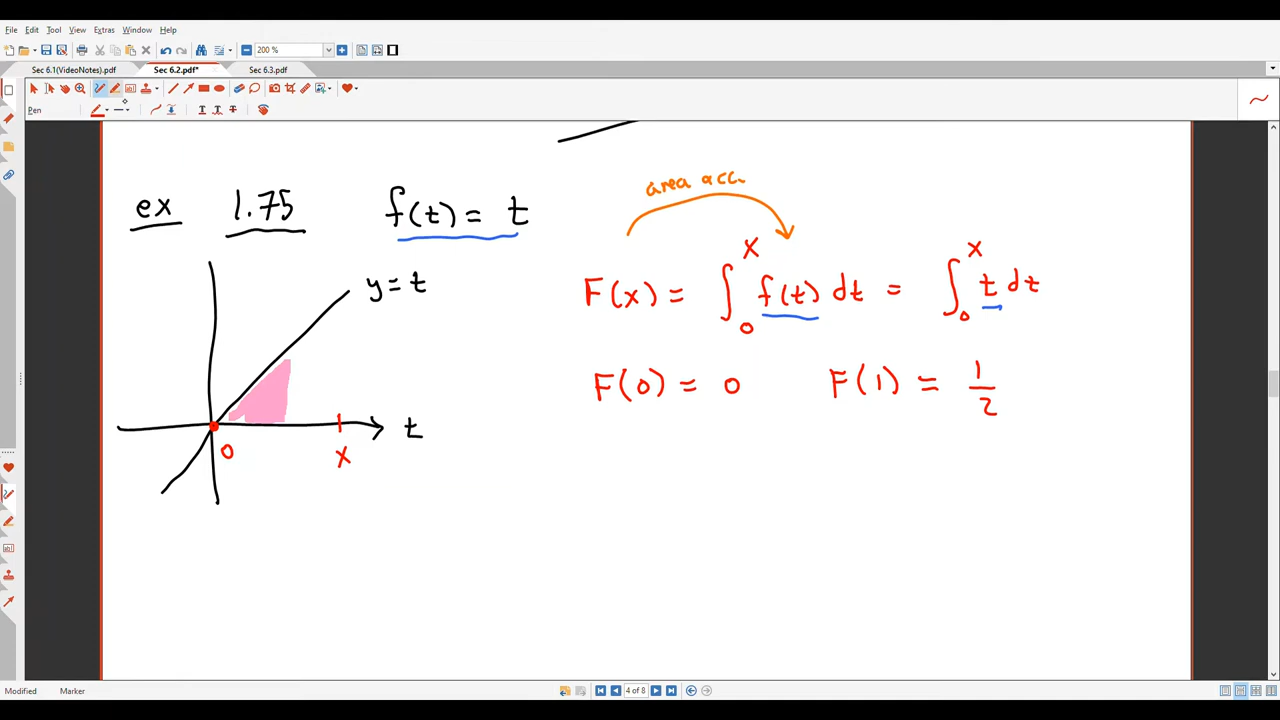 File Edit Tool View Extras Window Help
200 %
Sec 6.1(VideoNotes).pdf Sec 6.2.pdf* Sec 6.3.pdf
Pen
ex 1.75 f(t) = t
area acc.
y = t
F(x) = ∫₀ˣ f(t) dt = ∫₀ˣ t dt
F(0) = 0 F(1) = 1/2
t
0 x
Modified Marker 4 of 8